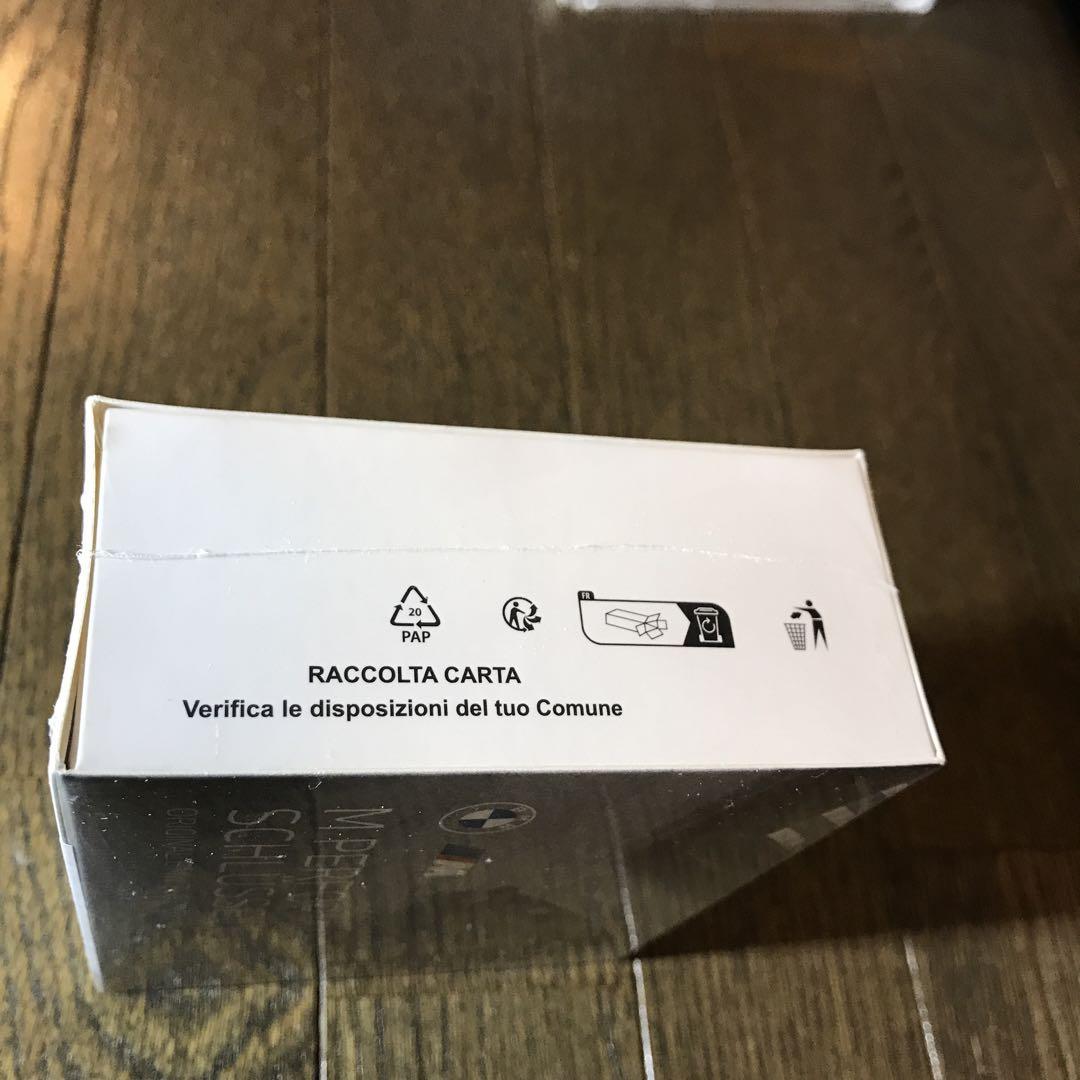 20
PAP
FR
RACCOLTA CARTA
Verifica le disposizioni del tuo Comune